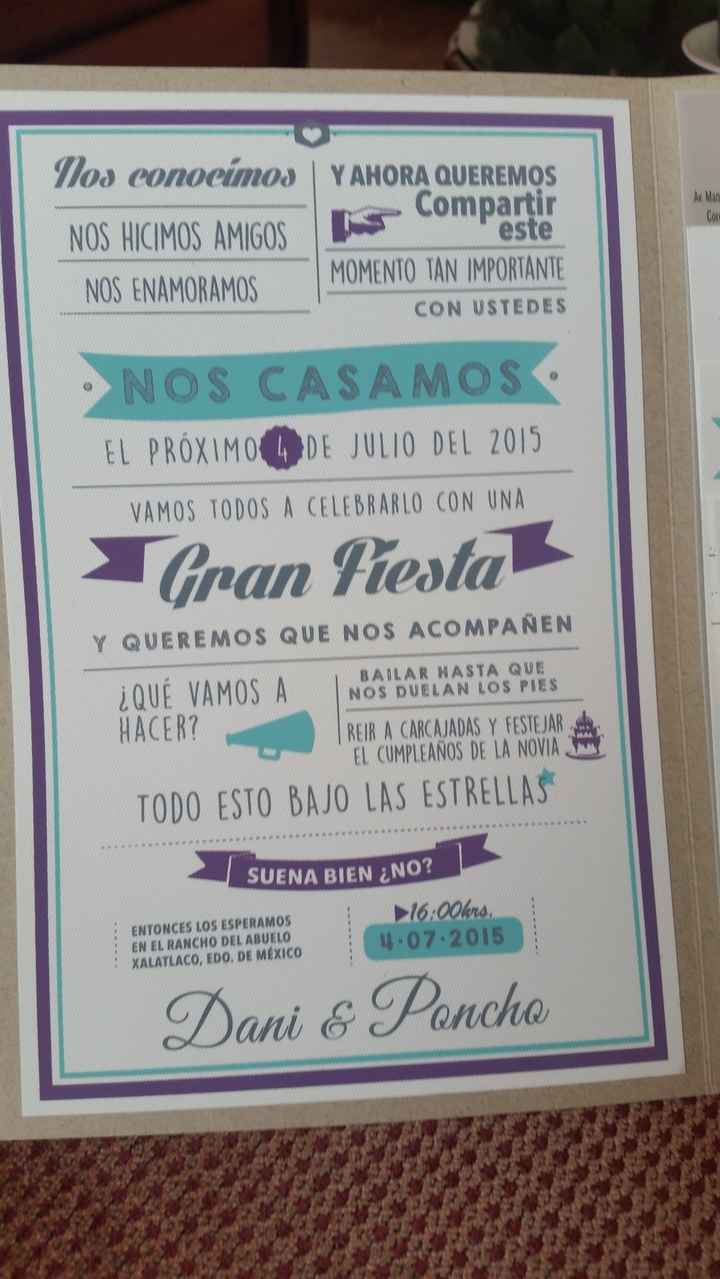 Nos conocímos
NOS HICIMOS AMIGOS
NOS ENAMORAMOS
Y AHORA QUEREMOS
Compartir
este
MOMENTO TAN IMPORTANTE
CON USTEDES
NOS CASAMOS
EL PRÓXIMO 4 DE JULIO DEL 2015
VAMOS TODOS A CELEBRARLO CON UNA
Gran Fiesta
Y QUEREMOS QUE NOS ACOMPAÑEN
¿QUÉ VAMOS A
HACER?
BAILAR HASTA QUE
NOS DUELAN LOS PIES
REIR A CARCAJADAS Y FESTEJAR
EL CUMPLEAÑOS DE LA NOVIA
TODO ESTO BAJO LAS ESTRELLAS
SUENA BIEN ¿NO?
ENTONCES LOS ESPERAMOS
EN EL RANCHO DEL ABUELO
XALATLACO, EDO. DE MÉXICO
16:00hrs.
4·07·2015
Dani & Poncho
Av